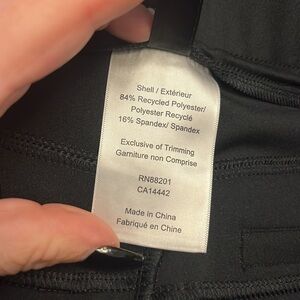 Shell / Extérieur
84% Recycled Polyester/
Polyester Recyclé
16% Spandex/ Spandex
Exclusive of Trimming
Garniture non Comprise
RN88201
CA14442
Made in China
Fabriqué en Chine